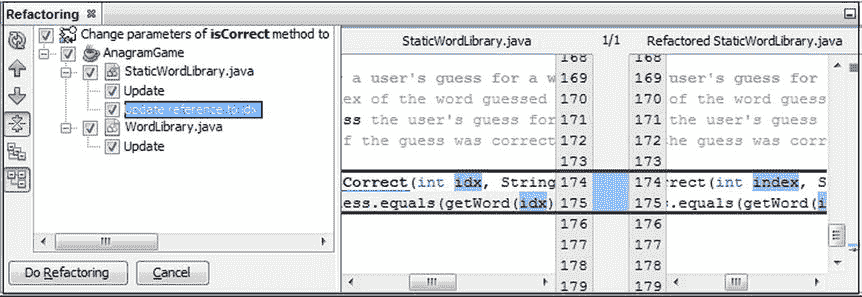 Refactoring
Change parameters of isCorrect method to
AnagramGame
StaticWordLibrary.java
Update
Update reference to idx
WordLibrary.java
Update
Do Refactoring
Cancel
StaticWordLibrary.java 1/1 Refactored StaticWordLibrary.java
168 168
r a user's guess for a w 169 169 user's guess for
ex of the word guessed 170 170 of the word guess
ess the user's guess for 171 171 the user's guess
f the guess was correct 172 172 he guess was corr
173 173
Correct(int idx, String 174 174 rrect(int index, S
ess.equals(getWord(idx) 175 175 s.equals(getWord(i
176 176
177 177
178 178
179 179